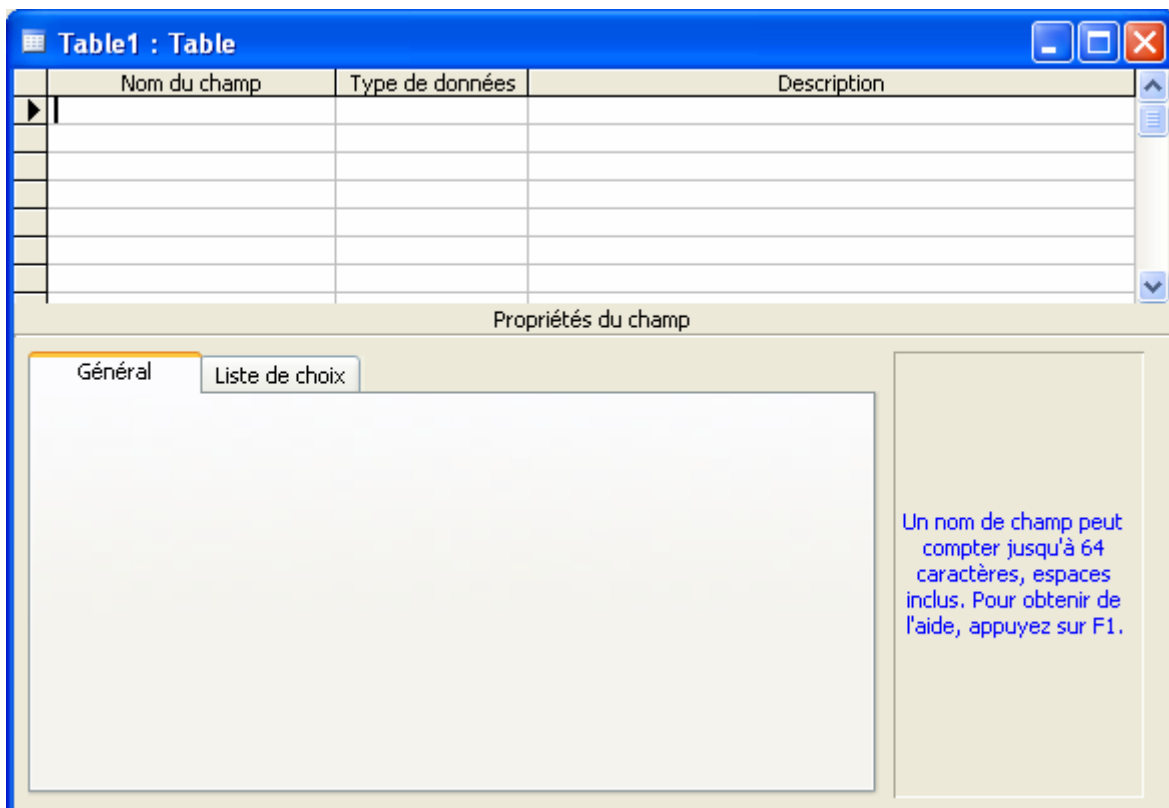 Table1 : Table
Nom du champ Type de données Description
Propriétés du champ
Général Liste de choix
Un nom de champ peut
compter jusqu'à 64
caractères, espaces
inclus. Pour obtenir de
l'aide, appuyez sur F1.